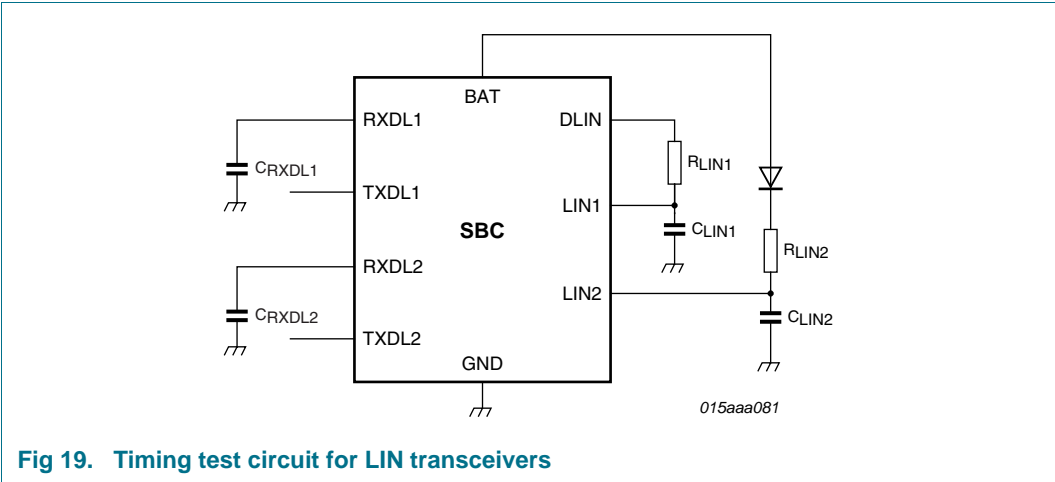 BAT
RXDL1
DLIN
CRXDL1
RLIN1
TXDL1
LIN1
SBC
CLIN1
RLIN2
RXDL2
LIN2
CRXDL2
CLIN2
TXDL2
GND
015aaa081
Fig 19. Timing test circuit for LIN transceivers